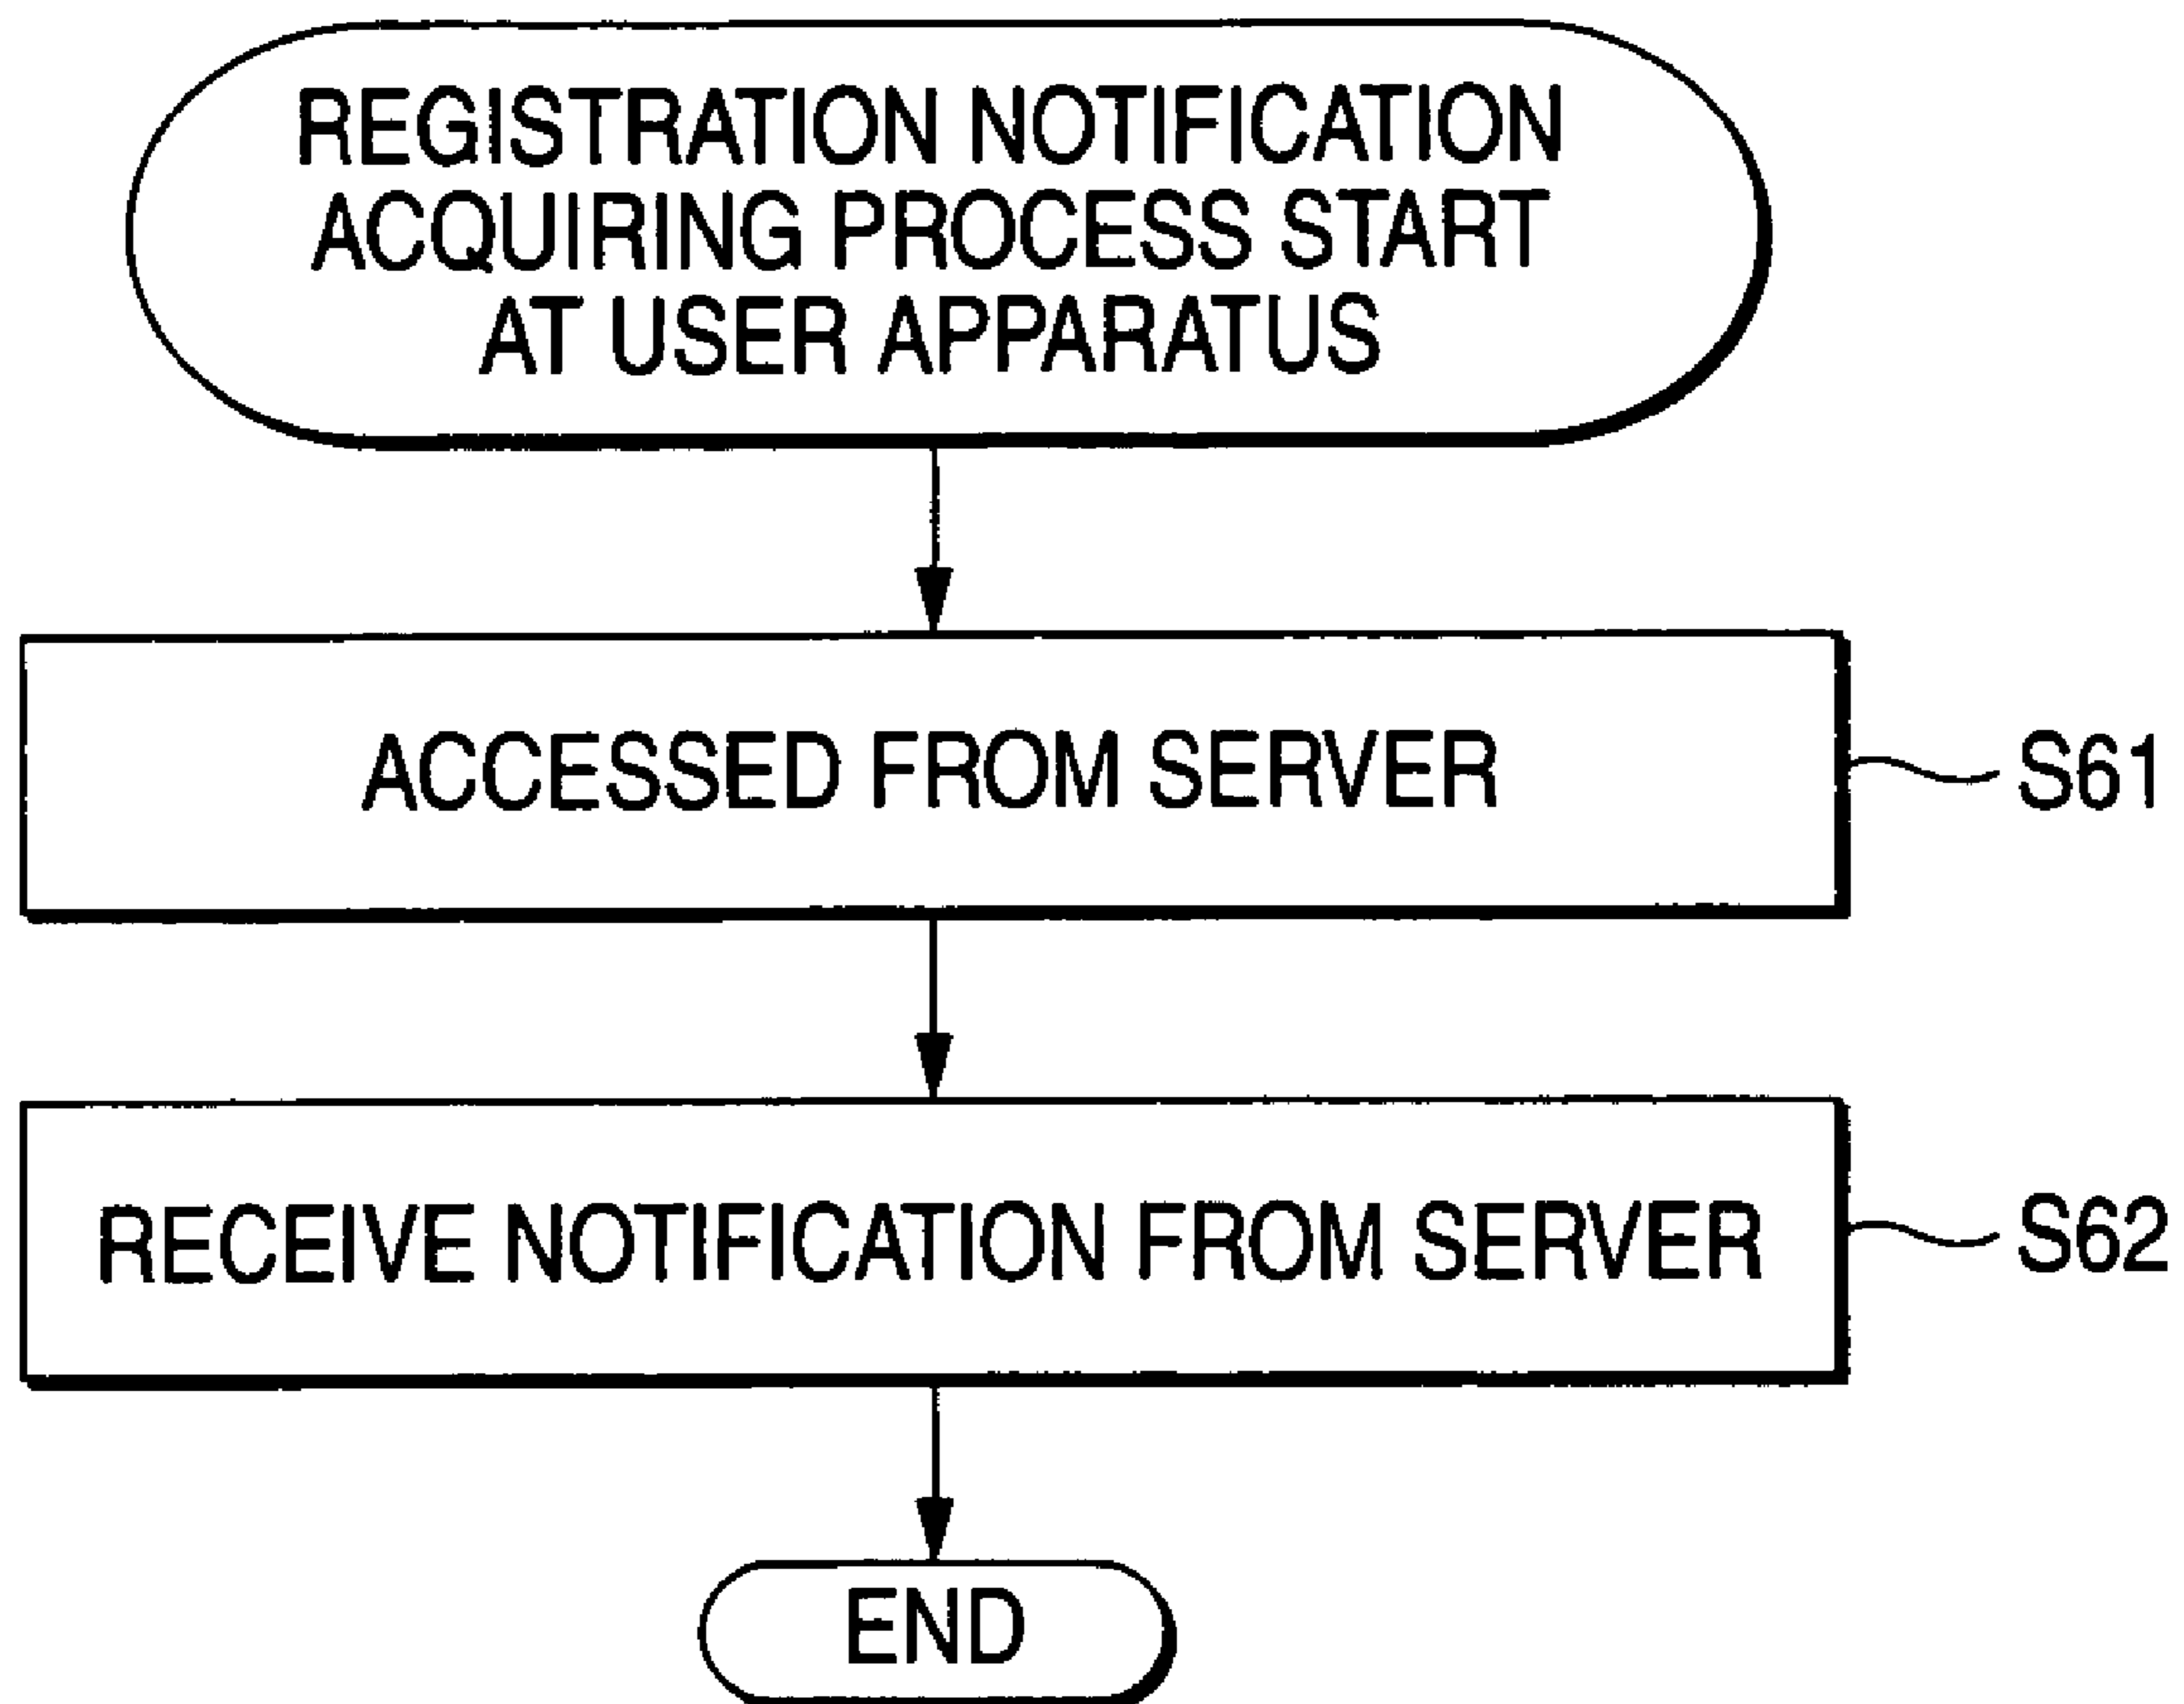 REGISTRATION NOTIFICATION
ACQUIRING PROCESS START
AT USER APPARATUS
ACCESSED FROM SERVER
S61
RECEIVE NOTIFICATION FROM SERVER
S62
END